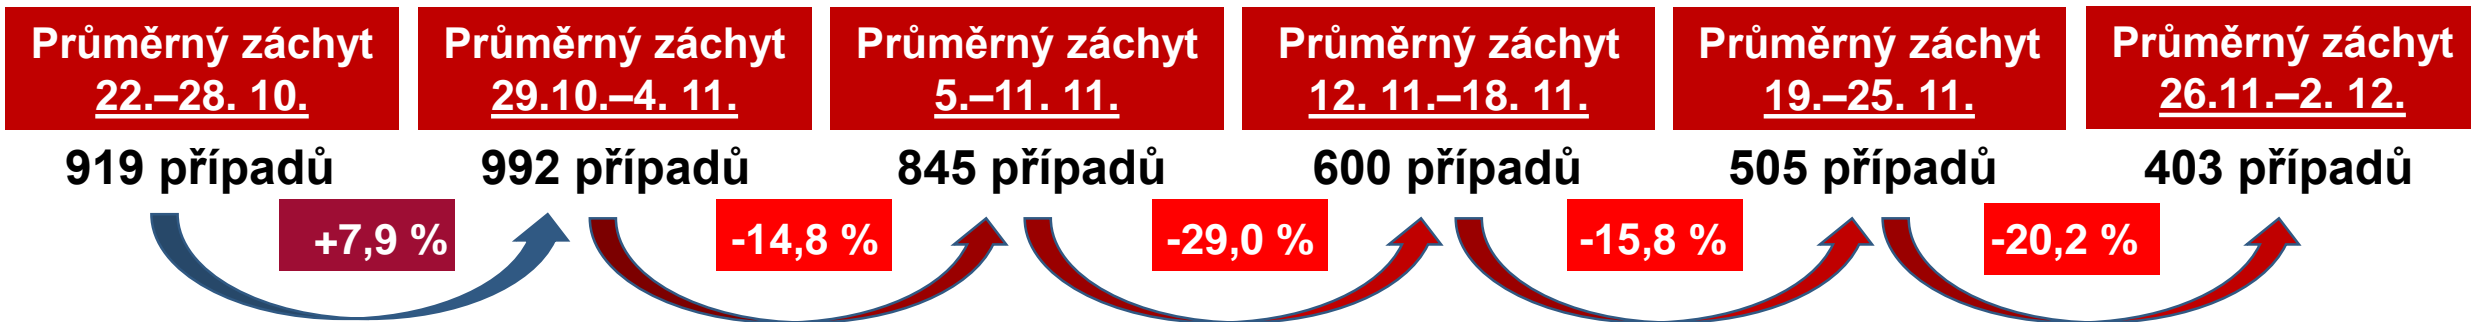 Průměrný záchyt
22.–28. 10.
Průměrný záchyt
29.10.–4. 11.
Průměrný záchyt
5.–11. 11.
Průměrný záchyt
12. 11.–18. 11.
Průměrný záchyt
19.–25. 11.
Průměrný záchyt
26.11.–2. 12.
919 případů
992 případů
845 případů
600 případů
505 případů
403 případů
+7,9 %
-14,8 %
-29,0 %
-15,8 %
-20,2 %